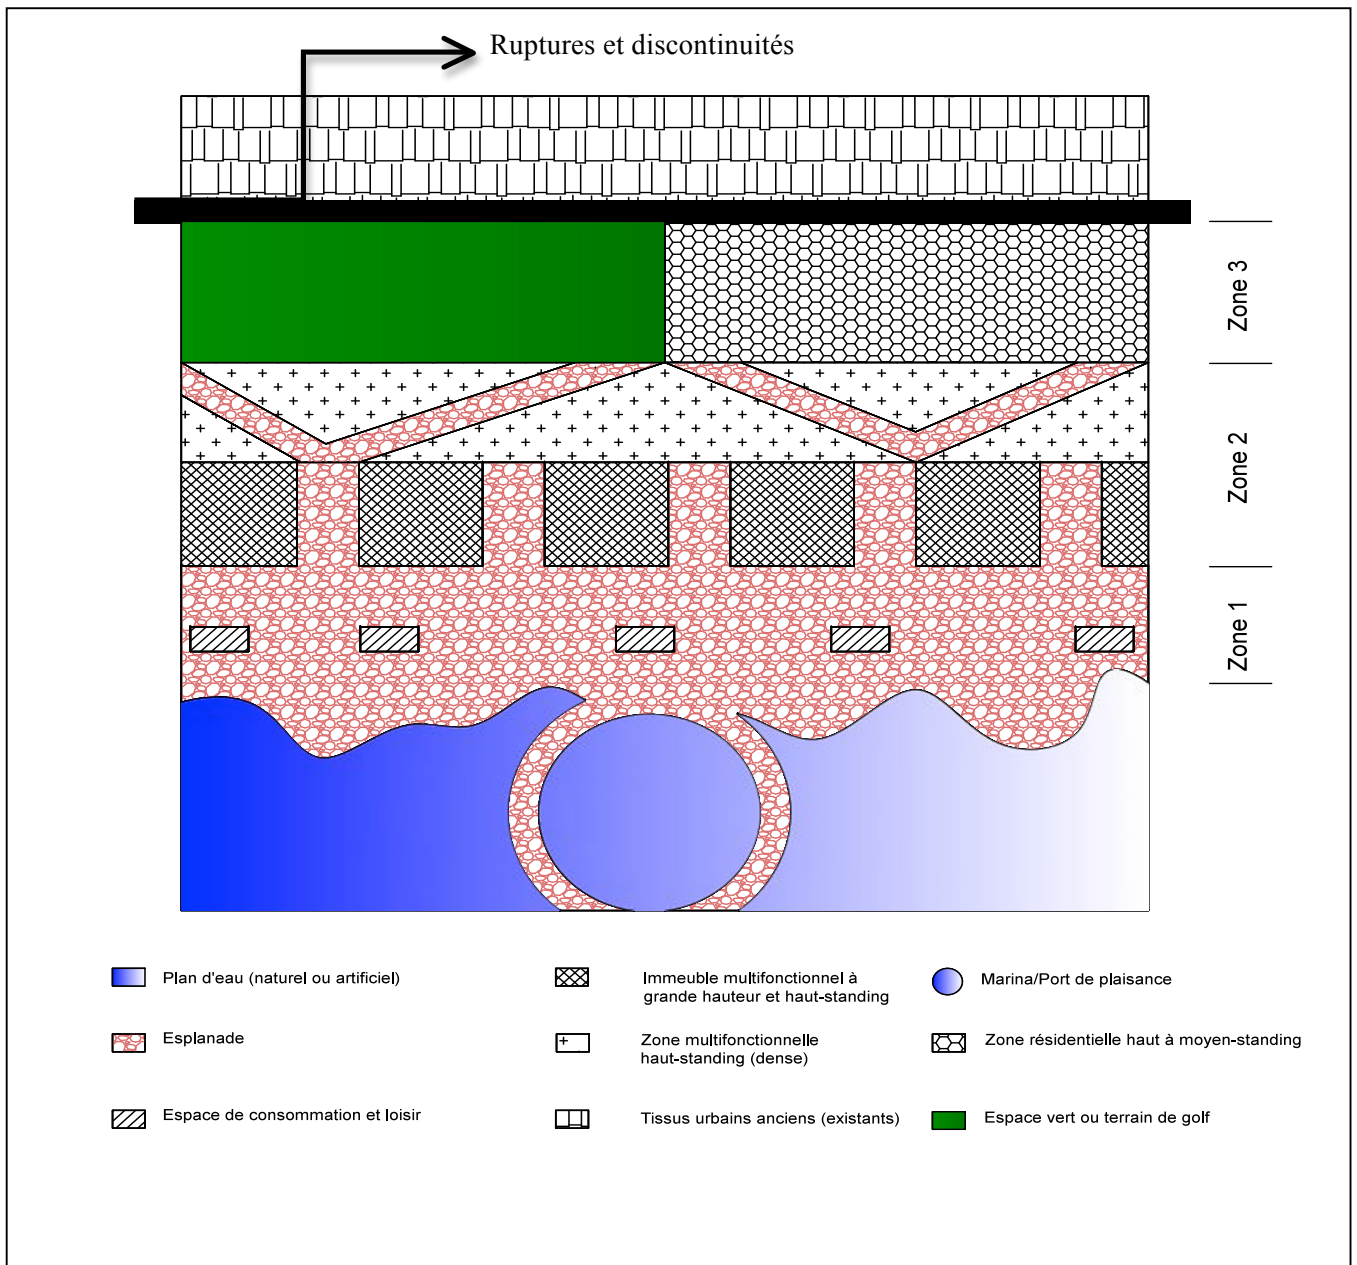 Ruptures et discontinuités
Zone 3
Zone 2
Zone 1
Plan d'eau (naturel ou artificiel)
Immeuble multifonctionnel à
grande hauteur et haut-standing
Marina/Port de plaisance
Esplanade
Zone multifonctionnelle
haut-standing (dense)
Zone résidentielle haut à moyen-standing
Espace de consommation et loisir
Tissus urbains anciens (existants)
Espace vert ou terrain de golf